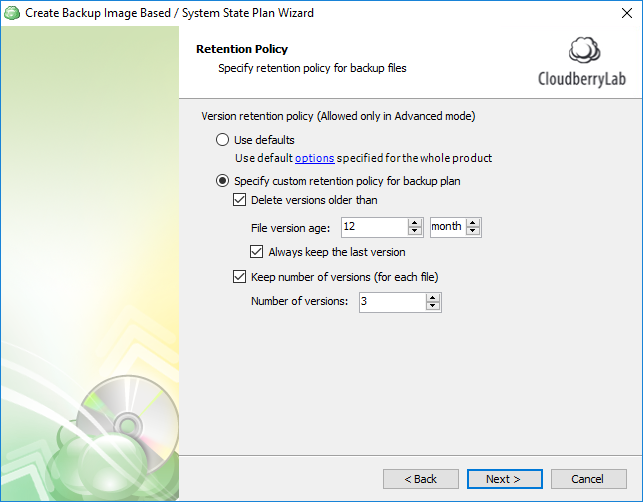 Create Backup Image Based / System State Plan Wizard
Retention Policy
Specify retention policy for backup files
CloudberryLab
Version retention policy (Allowed only in Advanced mode)
Use defaults
Use default options specified for the whole product
Specify custom retention policy for backup plan
Delete versions older than
File version age: 12 month
Always keep the last version
Keep number of versions (for each file)
Number of versions: 3
< Back Next > Cancel